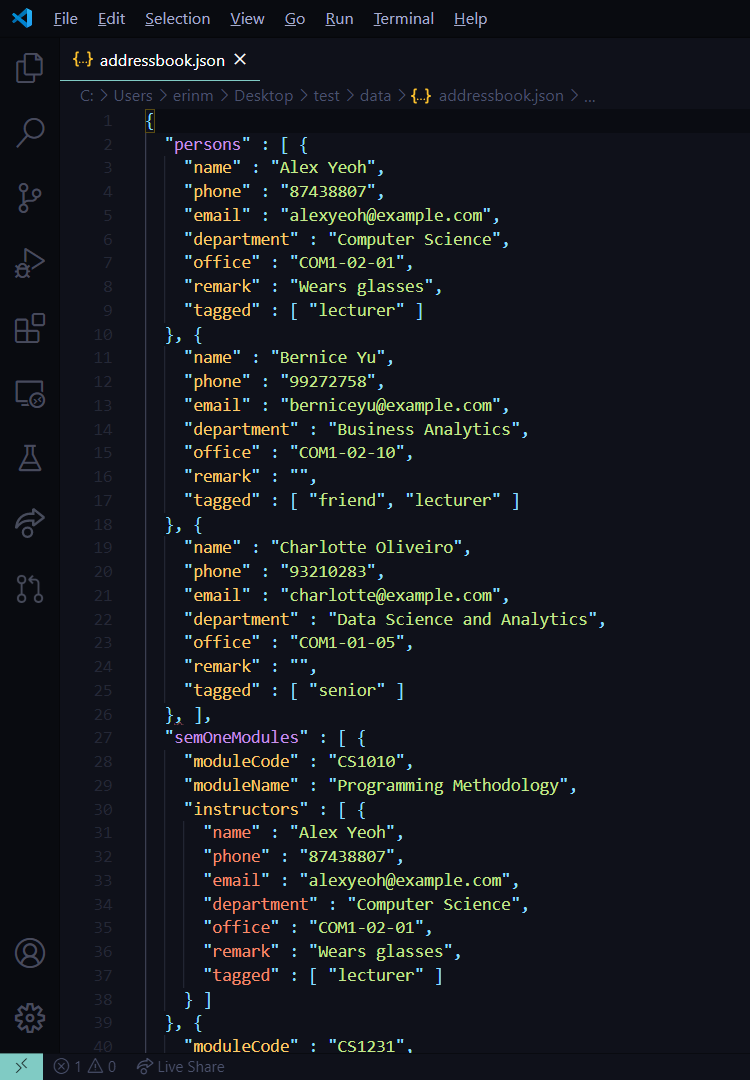 File Edit Selection View Go Run Terminal Help
{..} addressbook.json ×
C: > Users > erinm > Desktop > test > data > {..} addressbook.json > ...
1 {
2 "persons" : [ {
3 "name" : "Alex Yeoh",
4 "phone" : "87438807",
5 "email" : "alexyeoh@example.com",
6 "department" : "Computer Science",
7 "office" : "COM1-02-01",
8 "remark" : "Wears glasses",
9 "tagged" : [ "lecturer" ]
10 }, {
11 "name" : "Bernice Yu",
12 "phone" : "99272758",
13 "email" : "berniceyu@example.com",
14 "department" : "Business Analytics",
15 "office" : "COM1-02-10",
16 "remark" : "",
17 "tagged" : [ "friend", "lecturer" ]
18 }, {
19 "name" : "Charlotte Oliveiro",
20 "phone" : "93210283",
21 "email" : "charlotte@example.com",
22 "department" : "Data Science and Analytics",
23 "office" : "COM1-01-05",
24 "remark" : "",
25 "tagged" : [ "senior" ]
26 }, ],
27 "semOneModules" : [ {
28 "moduleCode" : "CS1010",
29 "moduleName" : "Programming Methodology",
30 "instructors" : [ {
31 "name" : "Alex Yeoh",
32 "phone" : "87438807",
33 "email" : "alexyeoh@example.com",
34 "department" : "Computer Science",
35 "office" : "COM1-02-01",
36 "remark" : "Wears glasses",
37 "tagged" : [ "lecturer" ]
38 } ]
39 }, {
40 "moduleCode" : "CS1231",
1 0 Live Share